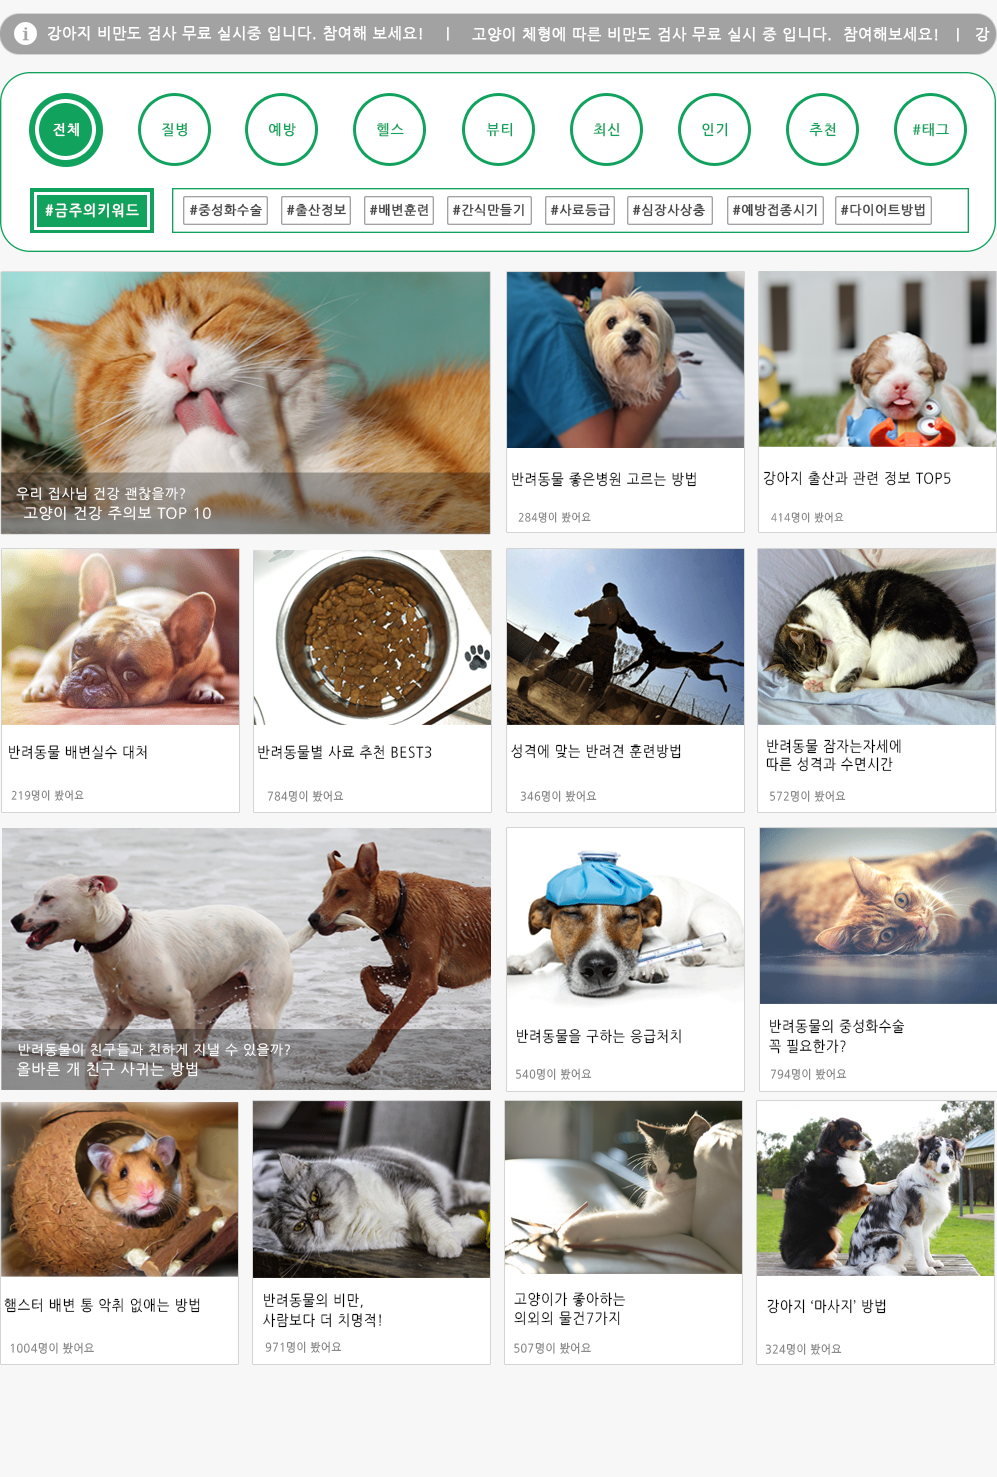 강아지 비만도 검사 무료 실시중 입니다. 참여해 보세요! | 고양이 체형에 따른 비만도 검사 무료 실시 중 입니다. 참여해보세요! | 강
전체 질병 예방 헬스 뷰티 최신 인기 추천 #태그
#금주의키워드 #중성화수술 #출산정보 #배변훈련 #간식만들기 #사료등급 #심장사상충 #예방접종시기 #다이어트방법
우리 집사님 건강 괜찮을까?
고양이 건강 주의보 TOP 10
반려동물 좋은병원 고르는 방법
284명이 봤어요
강아지 출산과 관련 정보 TOP5
414명이 봤어요
반려동물 배변실수 대처
219명이 봤어요
반려동물별 사료 추천 BEST3
784명이 봤어요
성격에 맞는 반려견 훈련방법
346명이 봤어요
반려동물 잠자는자세에
따른 성격과 수면시간
572명이 봤어요
반려동물이 친구들과 친하게 지낼 수 있을까?
올바른 개 친구 사귀는 방법
반려동물을 구하는 응급처치
540명이 봤어요
반려동물의 중성화수술
꼭 필요한가?
794명이 봤어요
햄스터 배변 통 악취 없애는 방법
1004명이 봤어요
반려동물의 비만,
사람보다 더 치명적!
971명이 봤어요
고양이가 좋아하는
의외의 물건7가지
507명이 봤어요
강아지 ‘마사지’ 방법
324명이 봤어요